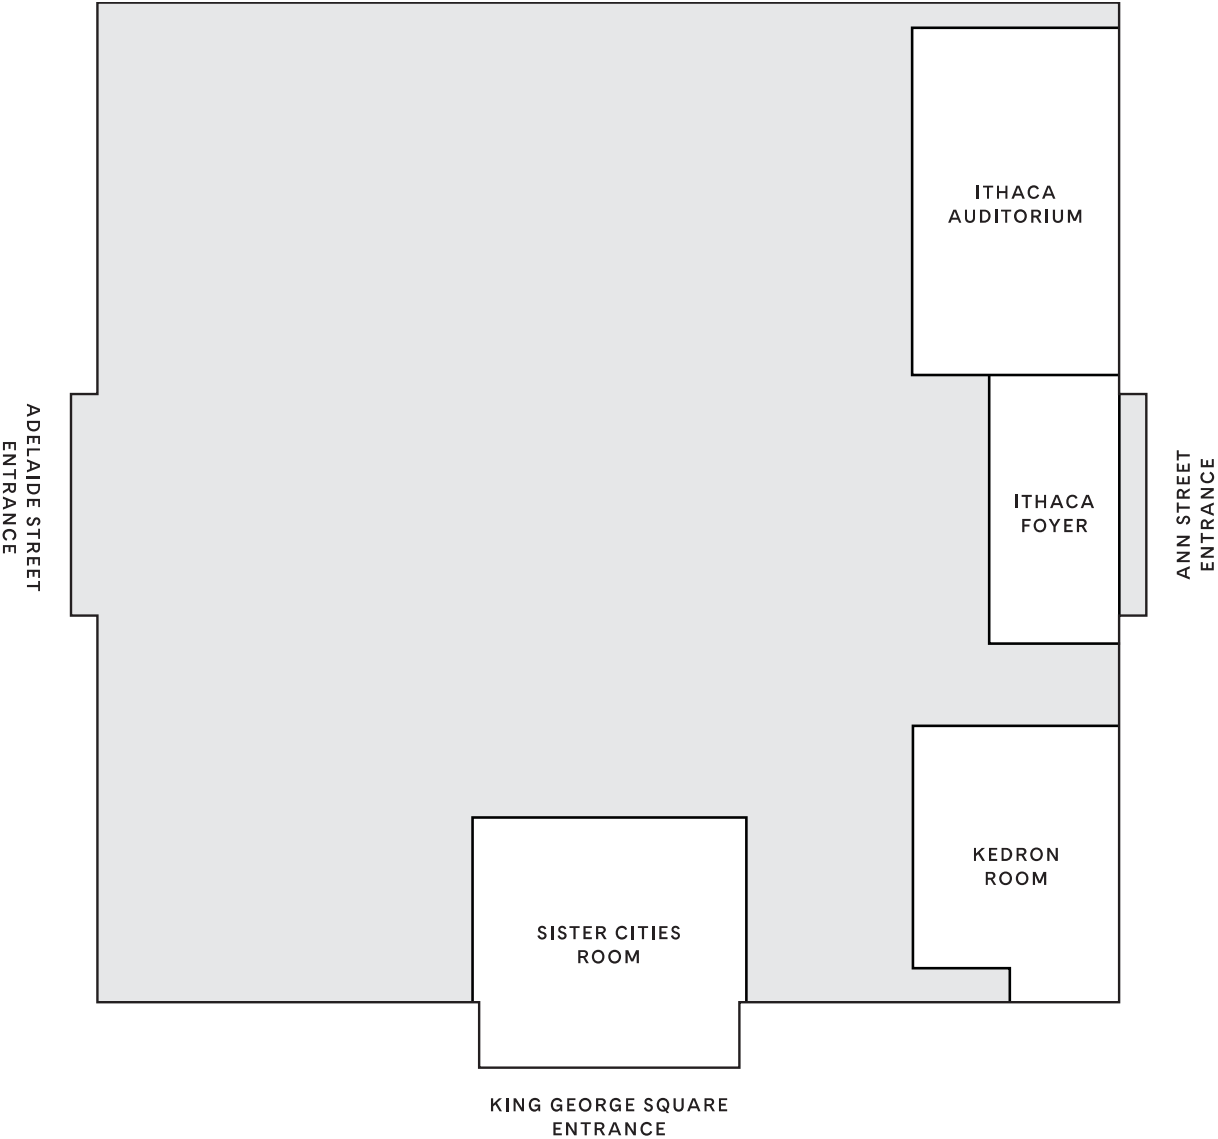 ITHACA
AUDITORIUM
ADELAIDE STREET
ENTRANCE
ITHACA
FOYER
ANN STREET
ENTRANCE
KEDRON
ROOM
SISTER CITIES
ROOM
KING GEORGE SQUARE
ENTRANCE